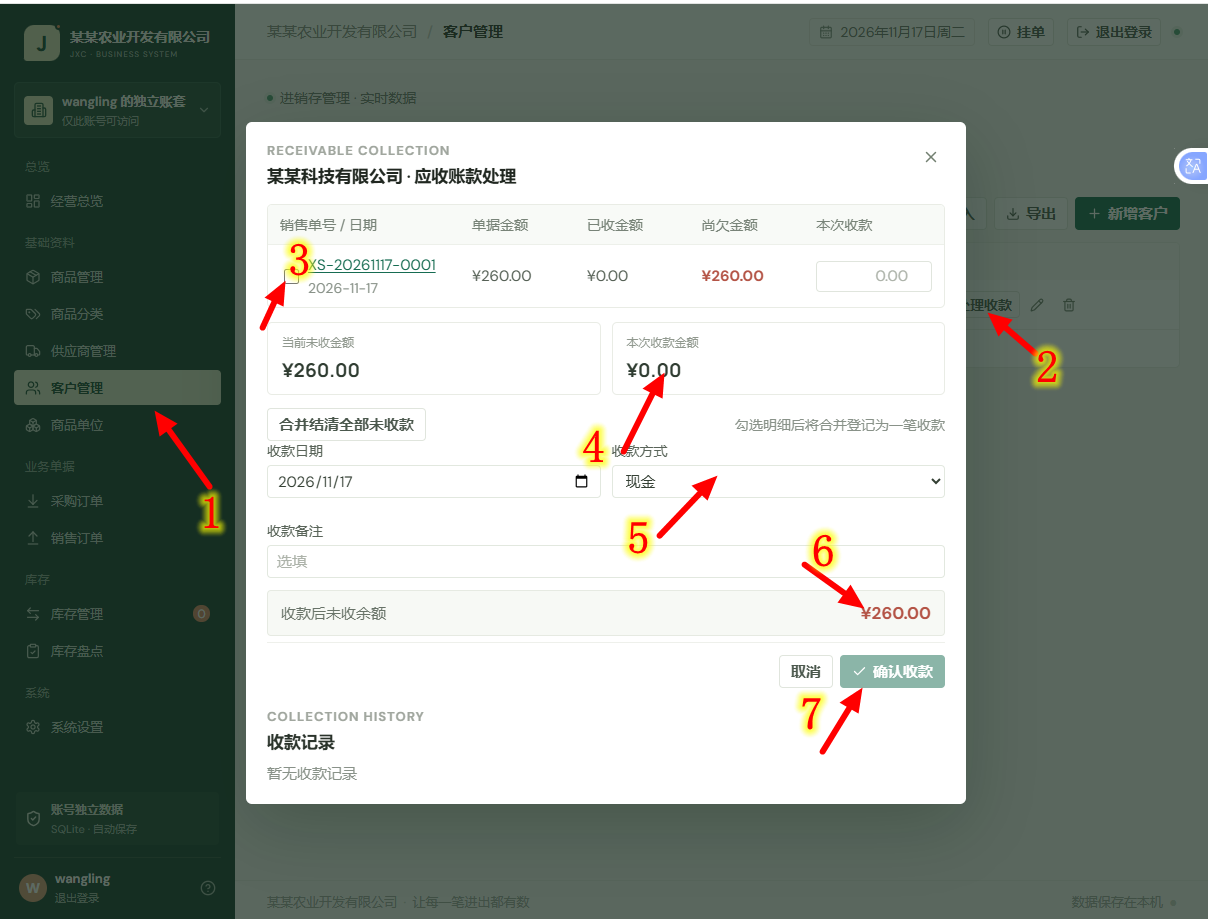 J
某某农业开发有限公司
JXC · BUSINESS SYSTEM
wangling 的独立账套
仅此账号可访问
总览
经营总览
基础资料
商品管理
商品分类
供应商管理
客户管理
商品单位
1
业务单据
采购订单
销售订单
库存
库存管理
0
库存盘点
系统
系统设置
账号独立数据
SQLite · 自动保存
W
wangling
退出登录
某某农业开发有限公司 / 客户管理
2026年11月17日周二
挂单
退出登录
进销存管理 · 实时数据
导出
+ 新增客户
处理收款
2
RECEIVABLE COLLECTION
某某科技有限公司 · 应收账款处理
销售单号 / 日期 单据金额 已收金额 尚欠金额 本次收款
3
XS-20261117-0001
2026-11-17
¥260.00 ¥0.00 ¥260.00 0.00
当前未收金额
¥260.00
本次收款金额
¥0.00
4
合并结清全部未收款
勾选明细后将合并登记为一笔收款
收款日期
2026/11/17
收款方式
现金
5
收款备注
选填
6
收款后未收余额 ¥260.00
取消
确认收款
7
COLLECTION HISTORY
收款记录
暂无收款记录
某某农业开发有限公司 让每一笔进出都有数
数据保存在本机